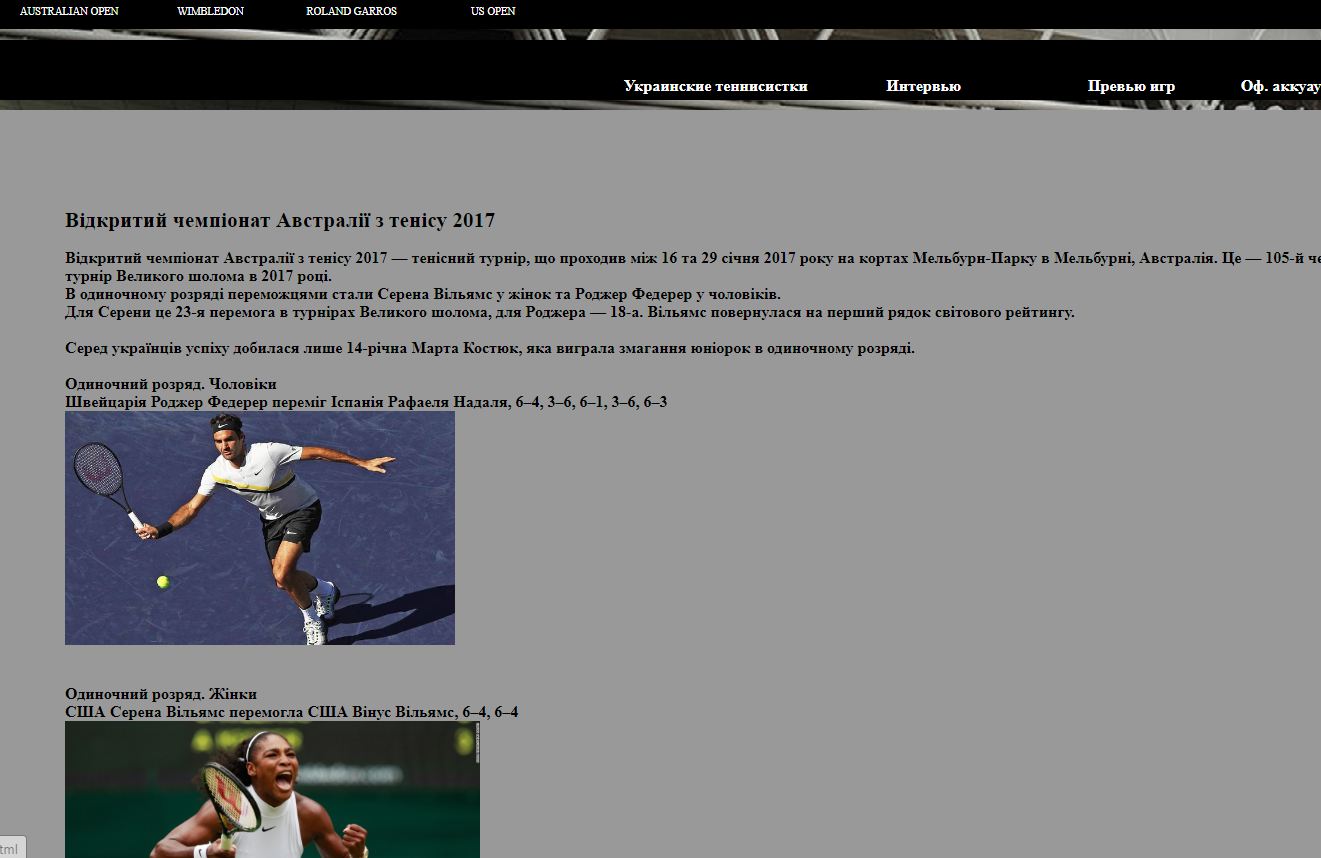 AUSTRALIAN OPEN WIMBLEDON ROLAND GARROS US OPEN
Украинские теннисистки Интервью Превью игр Оф. аккуау
Відкритий чемпіонат Австралії з тенісу 2017
Відкритий чемпіонат Австралії з тенісу 2017 — тенісний турнір, що проходив між 16 та 29 січня 2017 року на кортах Мельбурн-Парку в Мельбурні, Австралія. Це — 105-й че
турнір Великого шолома в 2017 році.
В одиночному розряді переможцями стали Серена Вільямс у жінок та Роджер Федерер у чоловіків.
Для Серени це 23-я перемога в турнірах Великого шолома, для Роджера — 18-а. Вільямс повернулася на перший рядок світового рейтингу.
Серед українців успіху добилася лише 14-річна Марта Костюк, яка виграла змагання юніорок в одиночному розряді.
Одиночний розряд. Чоловіки
Швейцарія Роджер Федерер переміг Іспанія Рафаеля Надаля, 6–4, 3–6, 6–1, 3–6, 6–3
Одиночний розряд. Жінки
США Серена Вільямс перемогла США Вінус Вільямс, 6–4, 6–4
tml